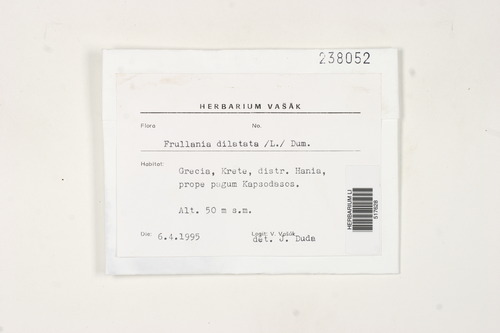 238052
HERBARIUM VAŠÁK
Flora No.
Frullania dilatata /L./ Dum.
Habitat:
Grecia, Krete, distr. Hania,
prope pagum Kapsodasos.
Alt. 50 m s.m.
Die: 6.4.1995 Legit: V. Vašák
det. J. Duda
HERBARIUM LI
517628